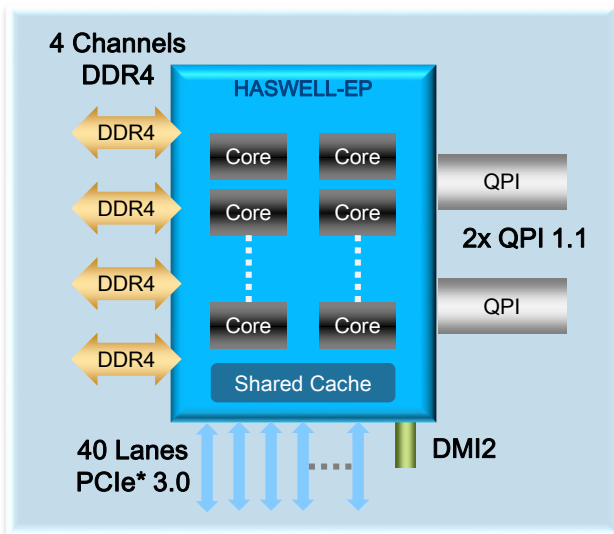 4 Channels
DDR4
HASWELL-EP
DDR4
Core
Core
QPI
DDR4
Core
Core
2x QPI 1.1
DDR4
QPI
Core
Core
DDR4
Shared Cache
40 Lanes
PCIe* 3.0
DMI2